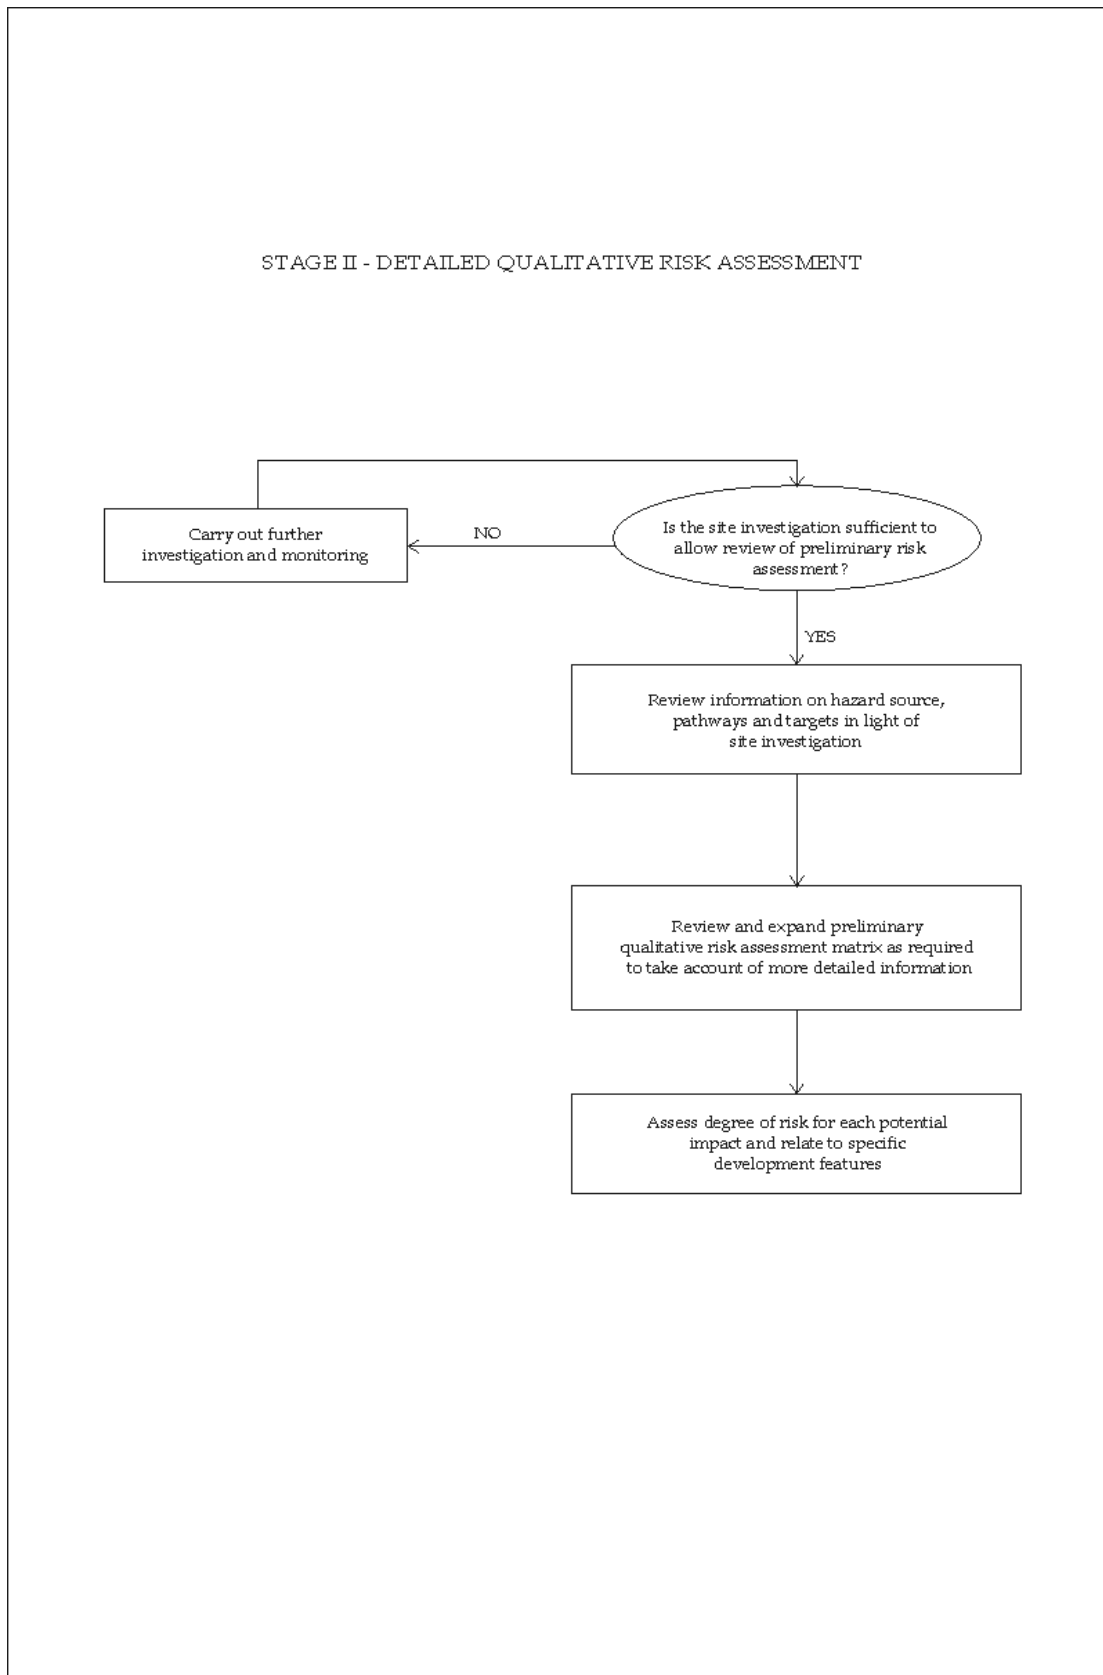 STAGE II - DETAILED QUALITATIVE RISK ASSESSMENT
Is the site investigation sufficient to
allow review of preliminary risk
assessment?
NO
Carry out further
investigation and monitoring
YES
Review information on hazard source,
pathways and targets in light of
site investigation
Review and expand preliminary
qualitative risk assessment matrix as required
to take account of more detailed information
Assess degree of risk for each potential
impact and relate to specific
development features